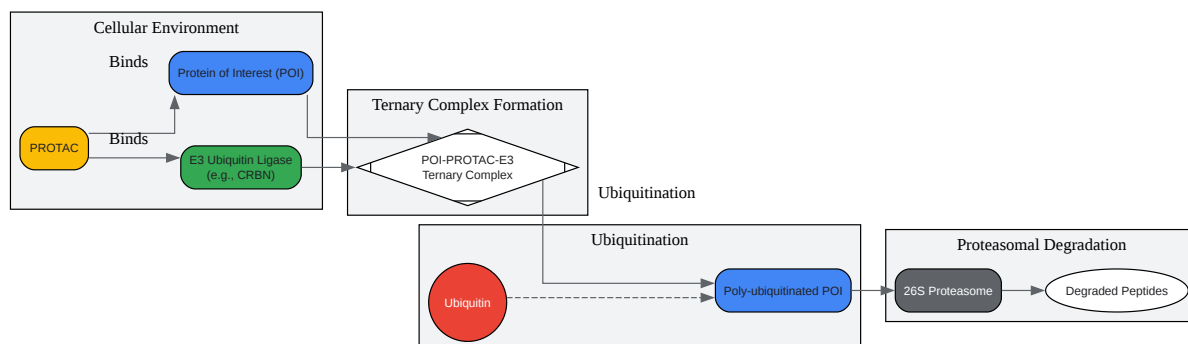 Cellular Environment
Binds
Protein of Interest (POI)
PROTAC
Binds
E3 Ubiquitin Ligase
(e.g., CRBN)
Ternary Complex Formation
POI-PROTAC-E3
Ternary Complex
Ubiquitination
Ubiquitination
Ubiquitin
Poly-ubiquitinated POI
Proteasomal Degradation
26S Proteasome
Degraded Peptides